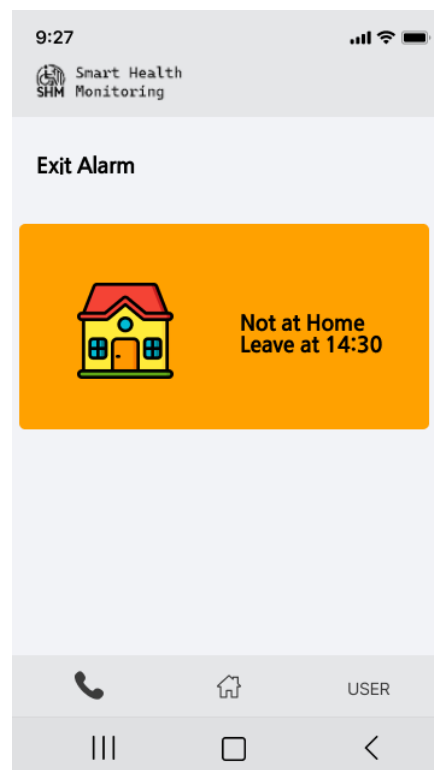 9:27
SHM
Smart Health
Monitoring
Exit Alarm
Not at Home
Leave at 14:30
USER